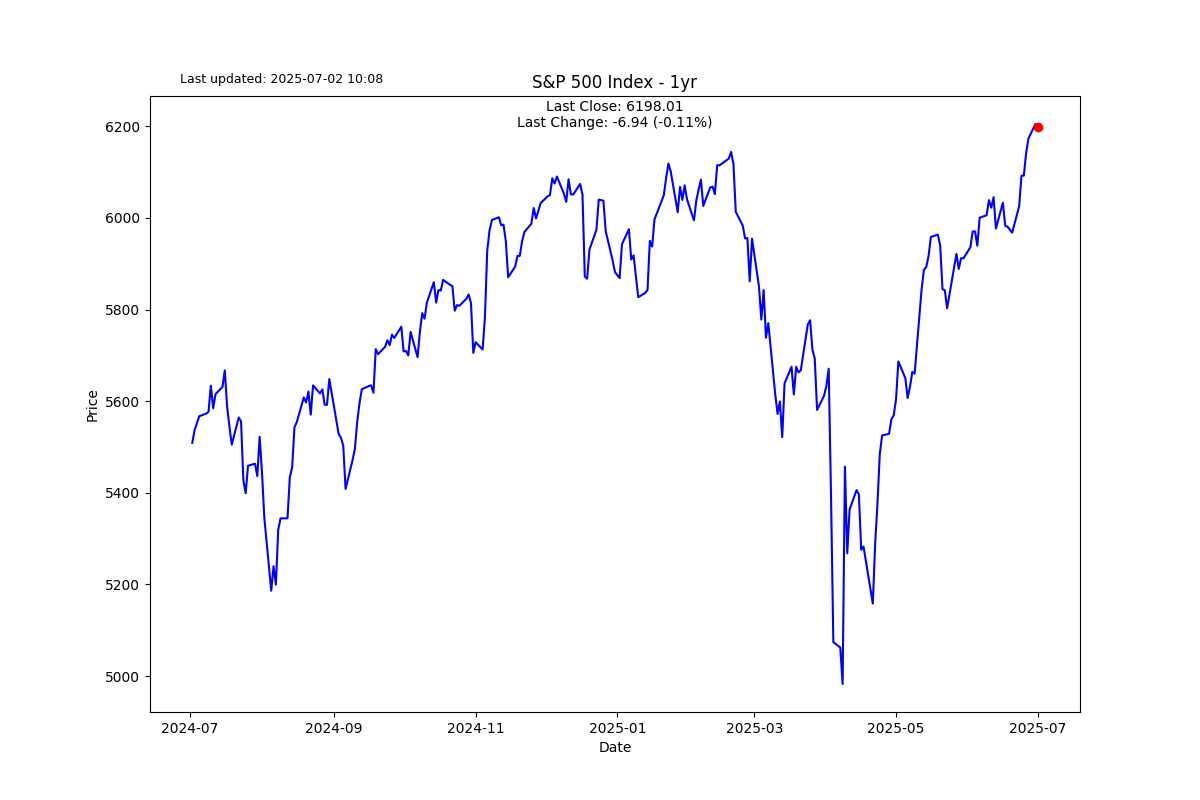 Last updated: 2025-07-02 10:08
S&P 500 Index - 1yr
Last Close: 6198.01
Last Change: -6.94 (-0.11%)
6200
6000
5800
5600
5400
5200
5000
Price
2024-07
2024-09
2024-11
2025-01
2025-03
2025-05
2025-07
Date